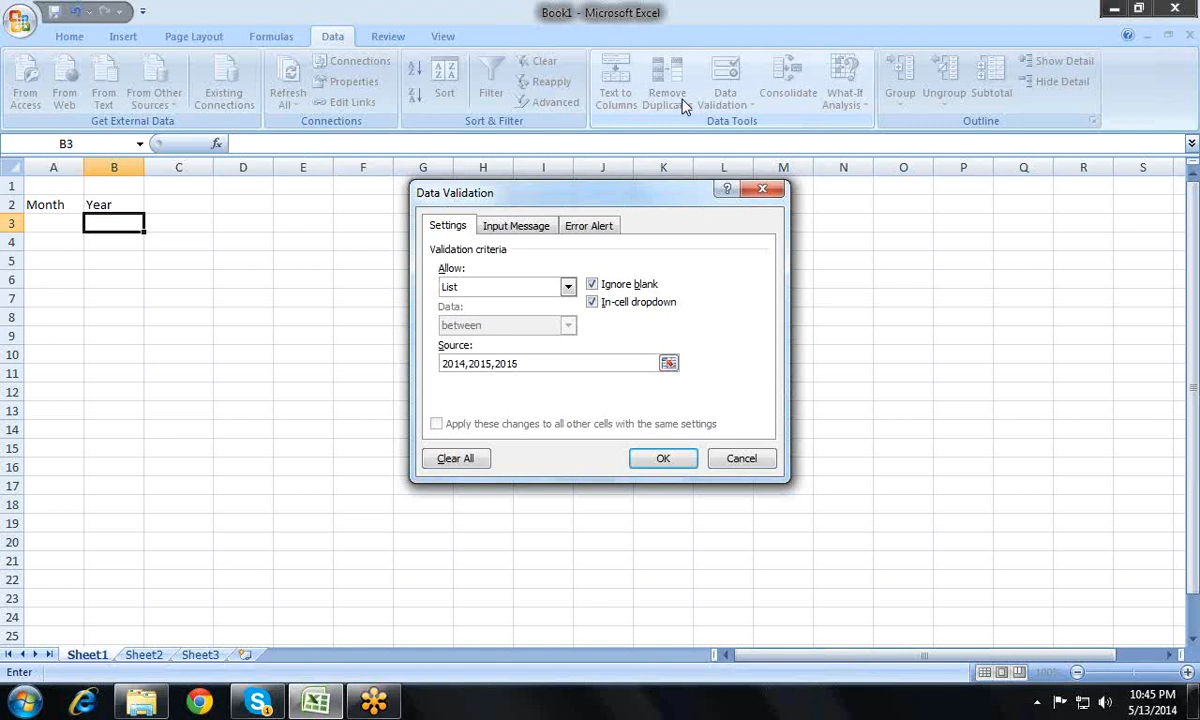 Book1 - Microsoft Excel
Home Insert Page Layout Formulas Data Review View
From Access
From Web
From Text
From Other Sources
Existing Connections
Get External Data
Refresh All
Connections
Properties
Edit Links
Connections
Sort
Filter
Clear
Reapply
Advanced
Sort & Filter
Text to Columns
Remove Duplicates
Data Validation
Consolidate
What-If Analysis
Data Tools
Group
Ungroup
Subtotal
Show Detail
Hide Detail
Outline
B3 fx
A B C D E F G H I J K L M N O P Q R S
1
2 Month Year
3
4
5
6
7
8
9
10
11
12
13
14
15
16
17
18
19
20
21
22
23
24
25
Data Validation
Settings Input Message Error Alert
Validation criteria
Allow:
List
Ignore blank
In-cell dropdown
Data:
between
Source:
2014,2015,2015
Apply these changes to all other cells with the same settings
Clear All OK Cancel
Sheet1 Sheet2 Sheet3
Enter 100%
10:45 PM
5/13/2014